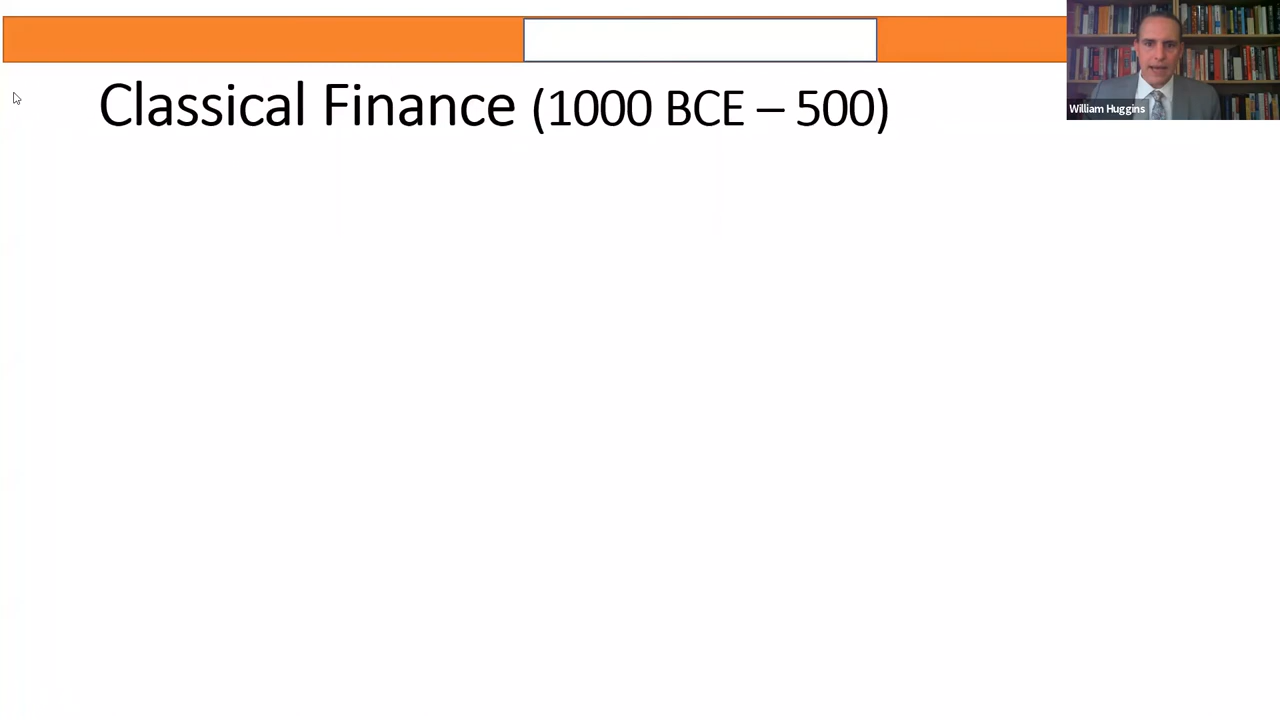 Classical Finance (1000 BCE – 500)
William Huggins